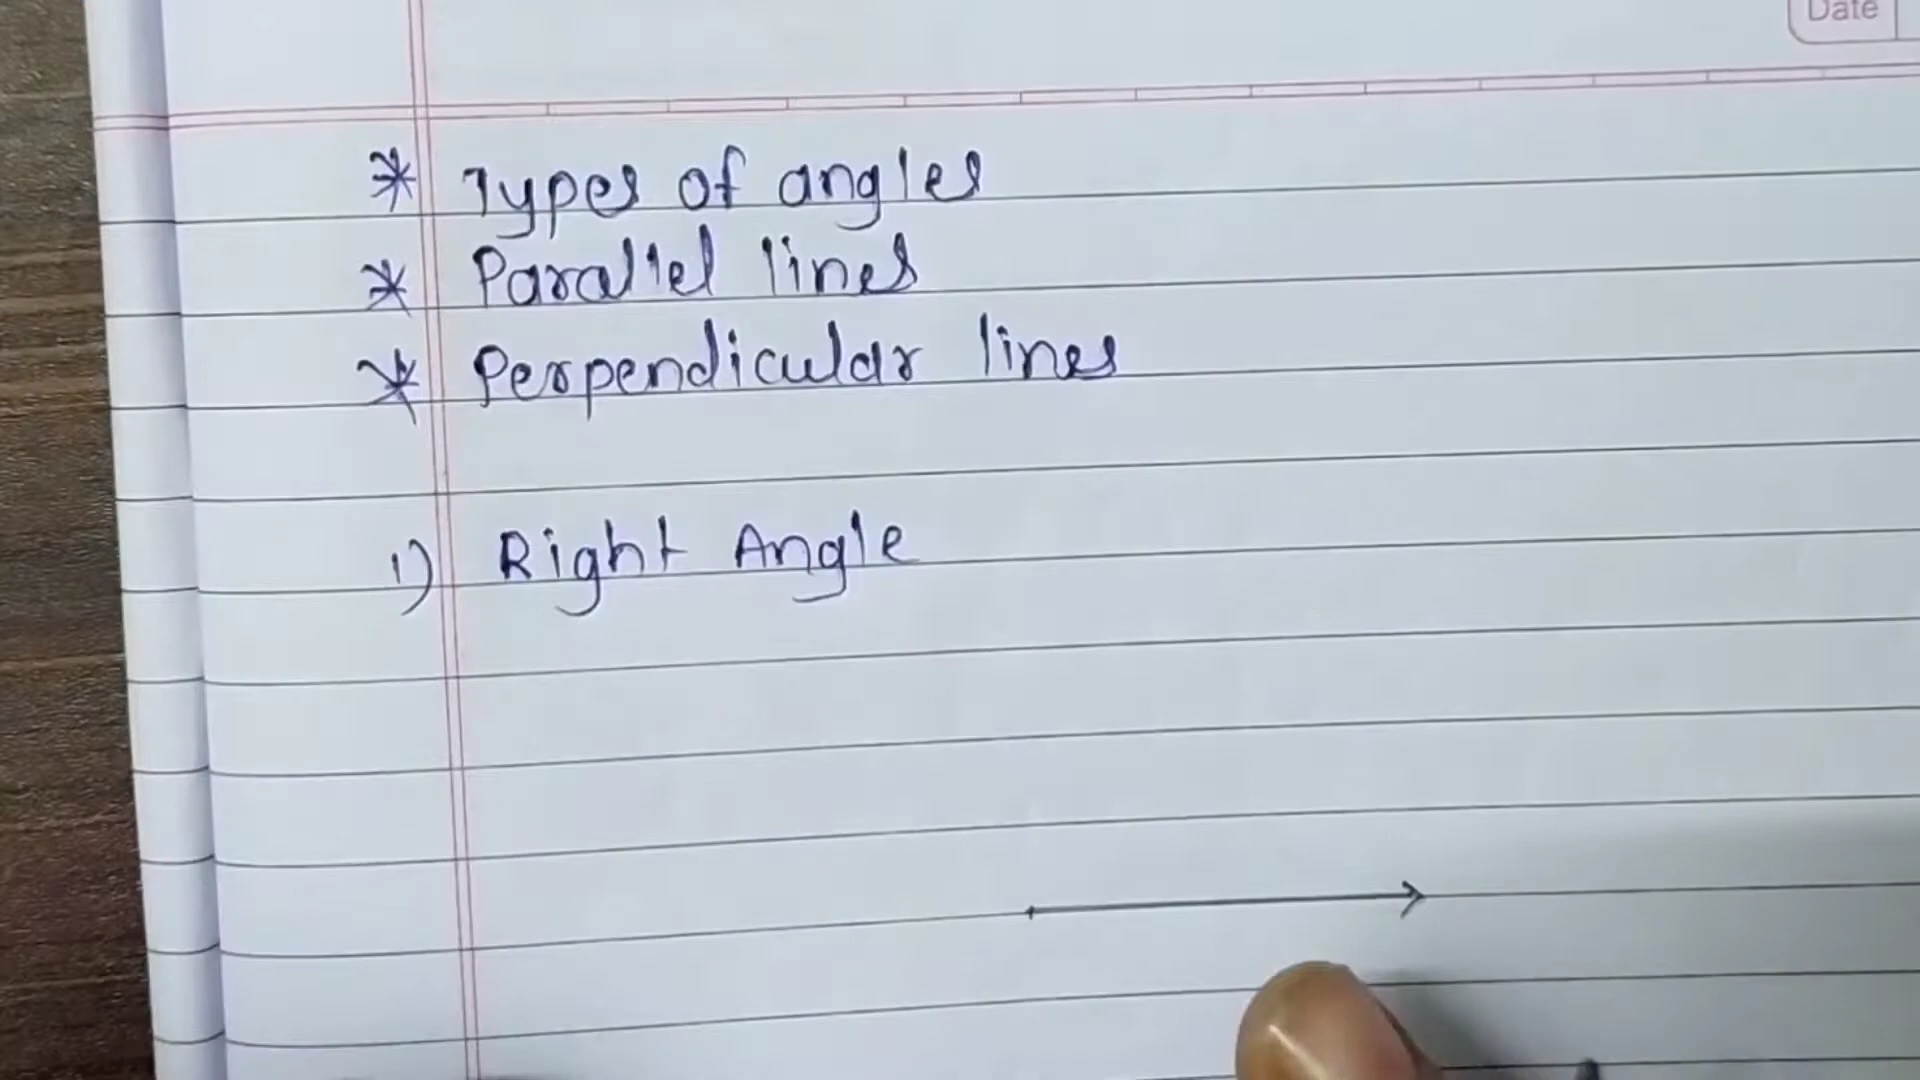 Date
* Types of angles
* Parallel lines
* Perpendicular lines
1) Right Angle